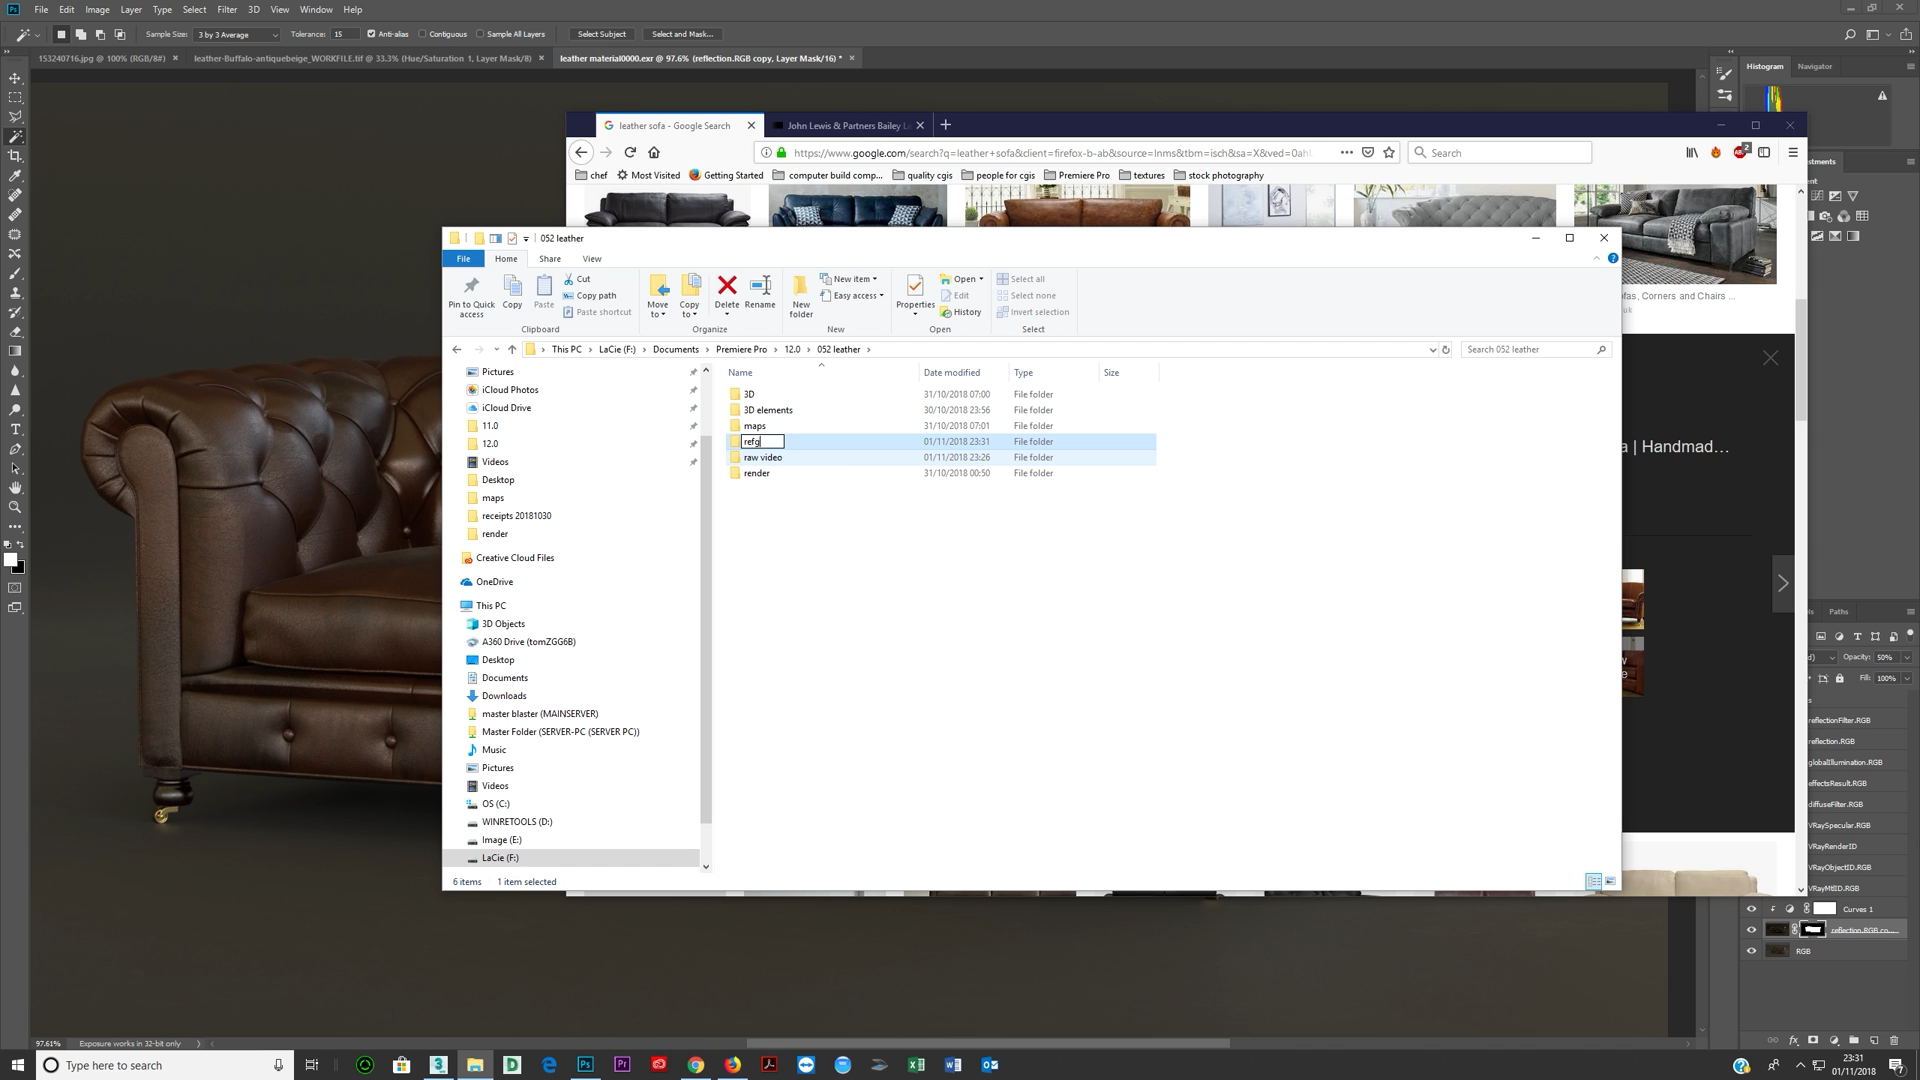 Ps File Edit Image Layer Type Select Filter 3D View Window Help
Sample Size: 3 by 3 Average Tolerance: 15 Anti-alias Contiguous Sample All Layers Select Subject Select and Mask...
153240716.jpg @ 100% (RGB/8#) × leather-Buffalo-antiquebeige_WORKFILE.tif @ 33.3% (Hue/Saturation 1, Layer Mask/8) × leather material0000.exr @ 97.6% (reflection.RGB copy, Layer Mask/16) * ×
Histogram Navigator
leather sofa - Google Search John Lewis & Partners Bailey L
https://www.google.com/search?q=leather+sofa&client=firefox-b-ab&source=lnms&tbm=isch&sa=X&ved=0ahU Search
chef Most Visited Getting Started computer build comp... quality cgis people for cgis Premiere Pro textures stock photography
052 leather
File Home Share View
Pin to Quick access Copy Paste Cut Copy path Paste shortcut
Move to Copy to Delete Rename New folder New item Easy access
Properties Open Edit History Select all Select none Invert selection
Clipboard Organize New Open Select
This PC LaCie (F:) Documents Premiere Pro 12.0 052 leather Search 052 leather
Name Date modified Type Size
3D 31/10/2018 07:00 File folder
3D elements 30/10/2018 23:56 File folder
maps 31/10/2018 07:01 File folder
refg 01/11/2018 23:31 File folder
raw video 01/11/2018 23:26 File folder
render 31/10/2018 00:50 File folder
Pictures
iCloud Photos
iCloud Drive
11.0
12.0
Videos
Desktop
maps
receipts 20181030
render
Creative Cloud Files
OneDrive
This PC
3D Objects
A360 Drive (tomZGG6B)
Desktop
Documents
Downloads
master blaster (MAINSERVER)
Master Folder (SERVER-PC (SERVER PC))
Music
Pictures
Videos
OS (C:)
WINRETOOLS (D:)
Image (E:)
LaCie (F:)
6 items 1 item selected
ofas, Corners and Chairs ...
uk
a | Handmad...
Paths
Opacity: 50%
Fill: 100%
reflectionFilter.RGB
reflection.RGB
globalIllumination.RGB
effectsResult.RGB
diffuseFilter.RGB
VRaySpecular.RGB
VRayRenderID
VRayObjectID.RGB
VRayMtlID.RGB
Curves 1
reflection.RGB co...
RGB
97.61% Exposure works in 32-bit only
Type here to search
23:31
01/11/2018